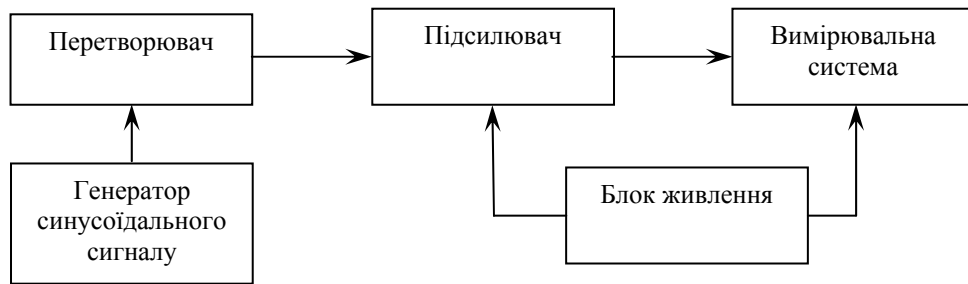 Перетворювач
Підсилювач
Вимірювальна
система
Генератор
синусоїдального
сигналу
Блок живлення